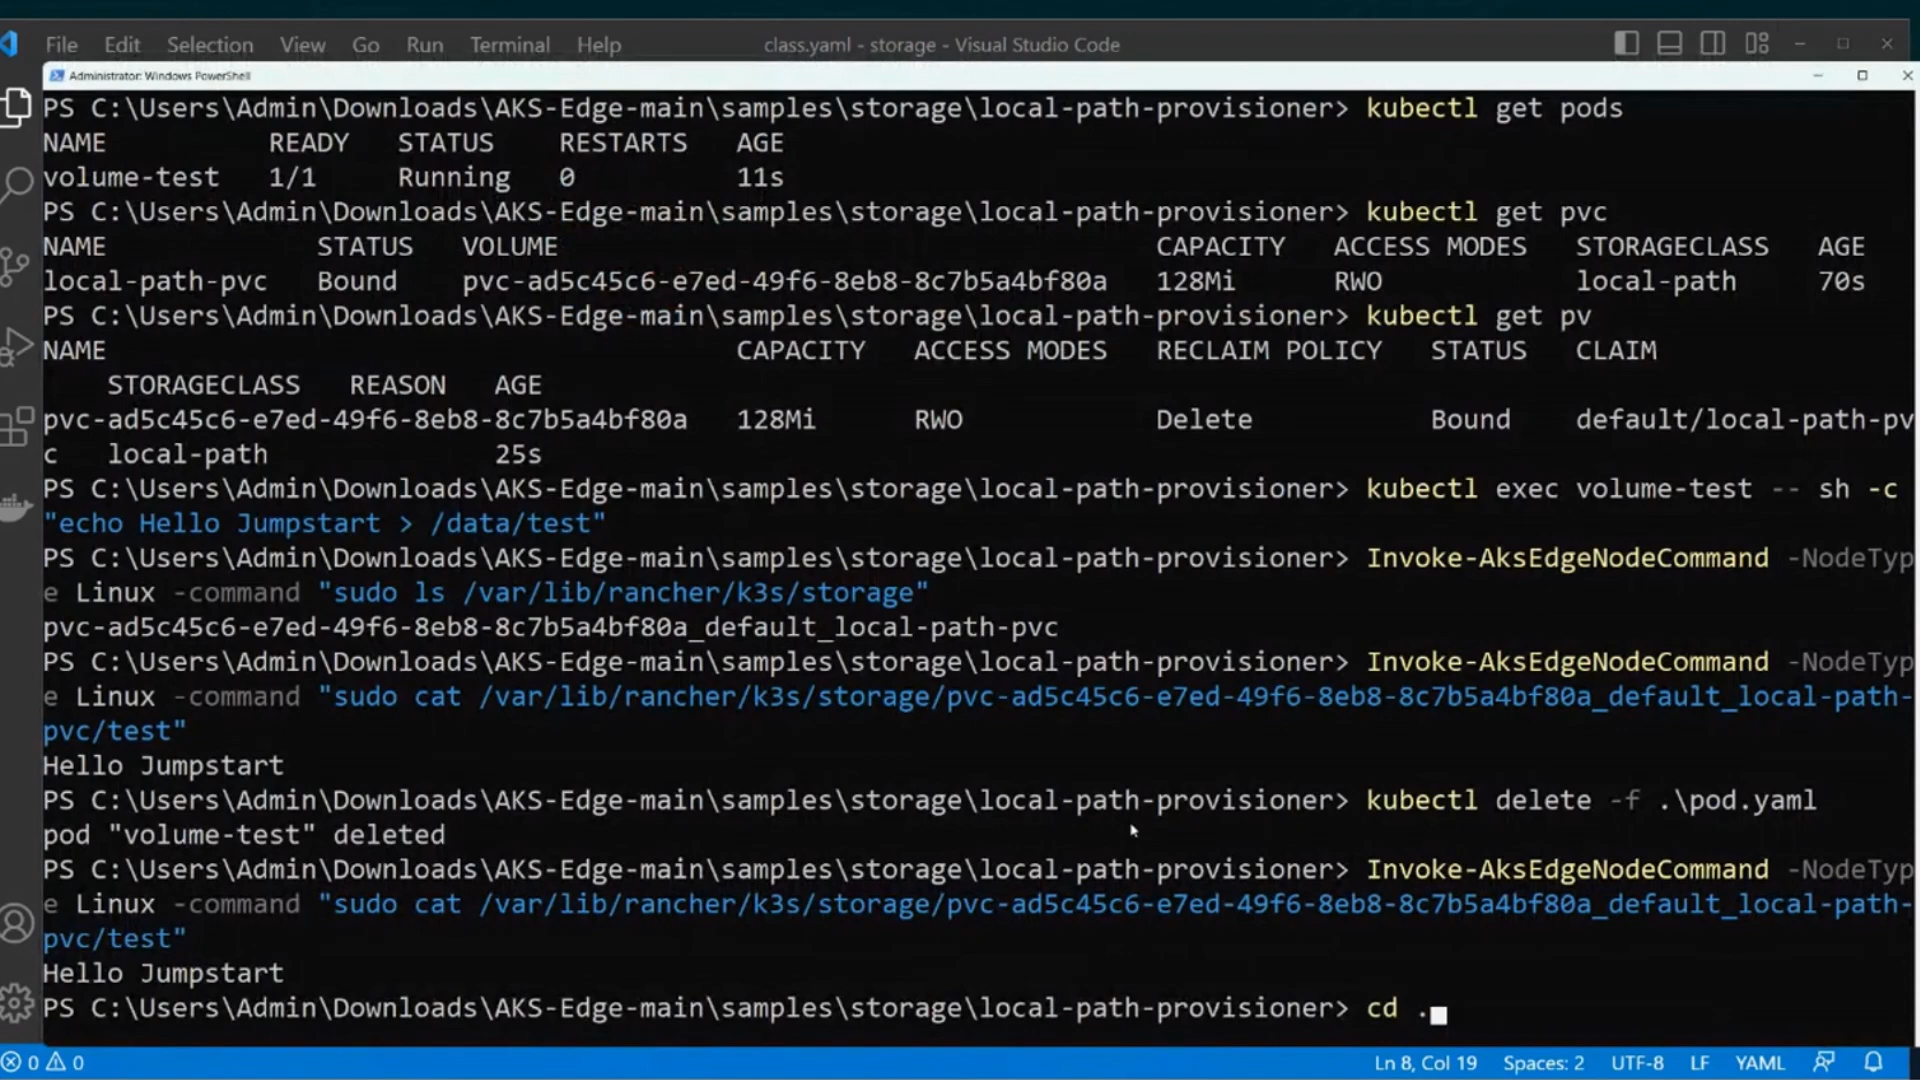 File Edit Selection View Go Run Terminal Help class.yaml - storage - Visual Studio Code
Administrator: Windows PowerShell
PS C:\Users\Admin\Downloads\AKS-Edge-main\samples\storage\local-path-provisioner> kubectl get pods
NAME READY STATUS RESTARTS AGE
volume-test 1/1 Running 0 11s
PS C:\Users\Admin\Downloads\AKS-Edge-main\samples\storage\local-path-provisioner> kubectl get pvc
NAME STATUS VOLUME CAPACITY ACCESS MODES STORAGECLASS AGE
local-path-pvc Bound pvc-ad5c45c6-e7ed-49f6-8eb8-8c7b5a4bf80a 128Mi RWO local-path 70s
PS C:\Users\Admin\Downloads\AKS-Edge-main\samples\storage\local-path-provisioner> kubectl get pv
NAME CAPACITY ACCESS MODES RECLAIM POLICY STATUS CLAIM
STORAGECLASS REASON AGE
pvc-ad5c45c6-e7ed-49f6-8eb8-8c7b5a4bf80a 128Mi RWO Delete Bound default/local-path-pv
c local-path 25s
PS C:\Users\Admin\Downloads\AKS-Edge-main\samples\storage\local-path-provisioner> kubectl exec volume-test -- sh -c
"echo Hello Jumpstart > /data/test"
PS C:\Users\Admin\Downloads\AKS-Edge-main\samples\storage\local-path-provisioner> Invoke-AksEdgeNodeCommand -NodeTyp
e Linux -command "sudo ls /var/lib/rancher/k3s/storage"
pvc-ad5c45c6-e7ed-49f6-8eb8-8c7b5a4bf80a_default_local-path-pvc
PS C:\Users\Admin\Downloads\AKS-Edge-main\samples\storage\local-path-provisioner> Invoke-AksEdgeNodeCommand -NodeTyp
e Linux -command "sudo cat /var/lib/rancher/k3s/storage/pvc-ad5c45c6-e7ed-49f6-8eb8-8c7b5a4bf80a_default_local-path-
pvc/test"
Hello Jumpstart
PS C:\Users\Admin\Downloads\AKS-Edge-main\samples\storage\local-path-provisioner> kubectl delete -f .\pod.yaml
pod "volume-test" deleted
PS C:\Users\Admin\Downloads\AKS-Edge-main\samples\storage\local-path-provisioner> Invoke-AksEdgeNodeCommand -NodeTyp
e Linux -command "sudo cat /var/lib/rancher/k3s/storage/pvc-ad5c45c6-e7ed-49f6-8eb8-8c7b5a4bf80a_default_local-path-
pvc/test"
Hello Jumpstart
PS C:\Users\Admin\Downloads\AKS-Edge-main\samples\storage\local-path-provisioner> cd .
0 0 Ln 8, Col 19 Spaces: 2 UTF-8 LF YAML